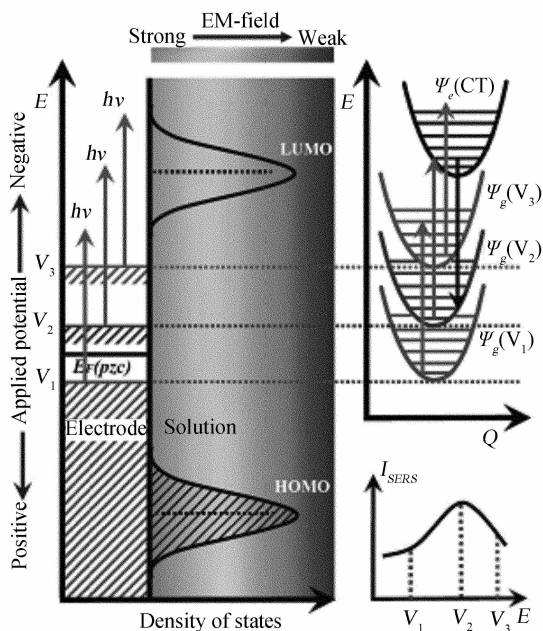 EM-field
Strong
Weak
E
Negative
Applied potential
Positive
hν
hν
hν
V3
V2
EF(pzc)
V1
Electrode
Solution
LUMO
HOMO
Density of states
E
Ψe(CT)
Ψg(V3)
Ψg(V2)
Ψg(V1)
Q
ISERS
V1
V2
V3
E